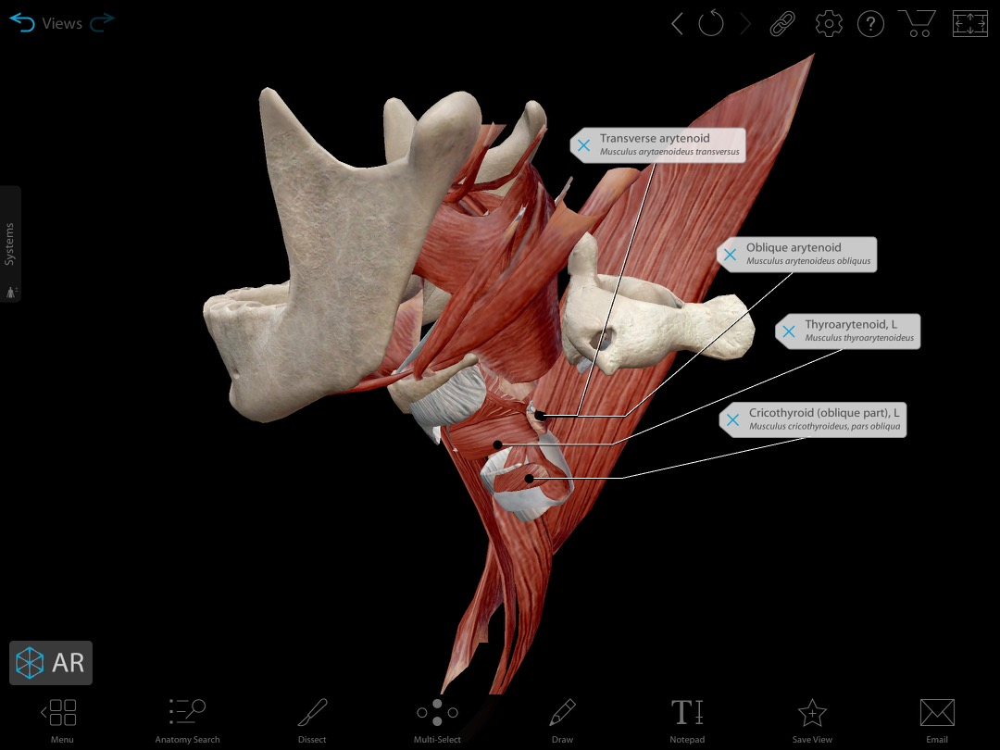 Views
Transverse arytenoid
Musculus arytaenoideus transversus
Oblique arytenoid
Musculus arytenoideus obliquus
Systems
Thyroarytenoid, L
Musculus thyroarytenoideus
Cricothyroid (oblique part), L
Musculus cricothyroideus, pars obliqua
AR
Menu
Anatomy Search
Dissect
Multi-Select
Draw
Notepad
Save View
Email